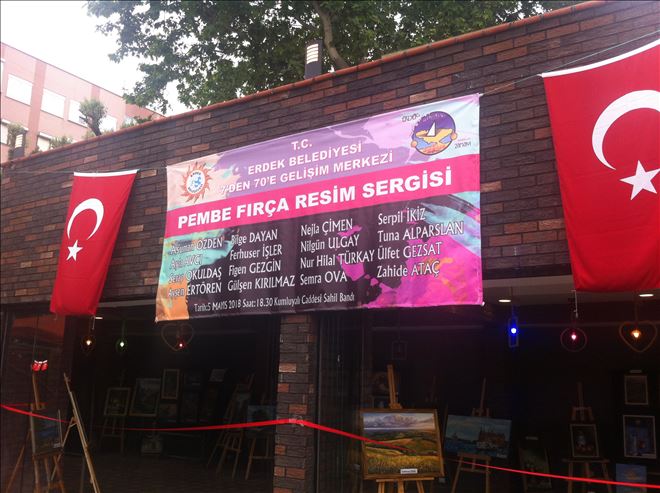 T.C.
ERDEK BELEDİYESİ
7'DEN 70'E GELİŞİM MERKEZİ
PEMBE FIRÇA RESİM SERGİSİ
ÖZDEN
AVCI
OKULDAŞ
Ayşen ERTÖREN
Bilge DAYAN
Ferhuser İŞLER
Figen GEZGİN
Gülşen KIRILMAZ
Nejla ÇİMEN
Nilgün ULGAY
Nur Hilal TÜRKAY
Semra OVA
Serpil İKİZ
Tuna ALPARSLAN
Ülfet GEZSAT
Zahide ATAÇ
Tarih:5 MAYIS 2018 Saat: 18.30 Kumluyalı Caddesi Sahil Bandı